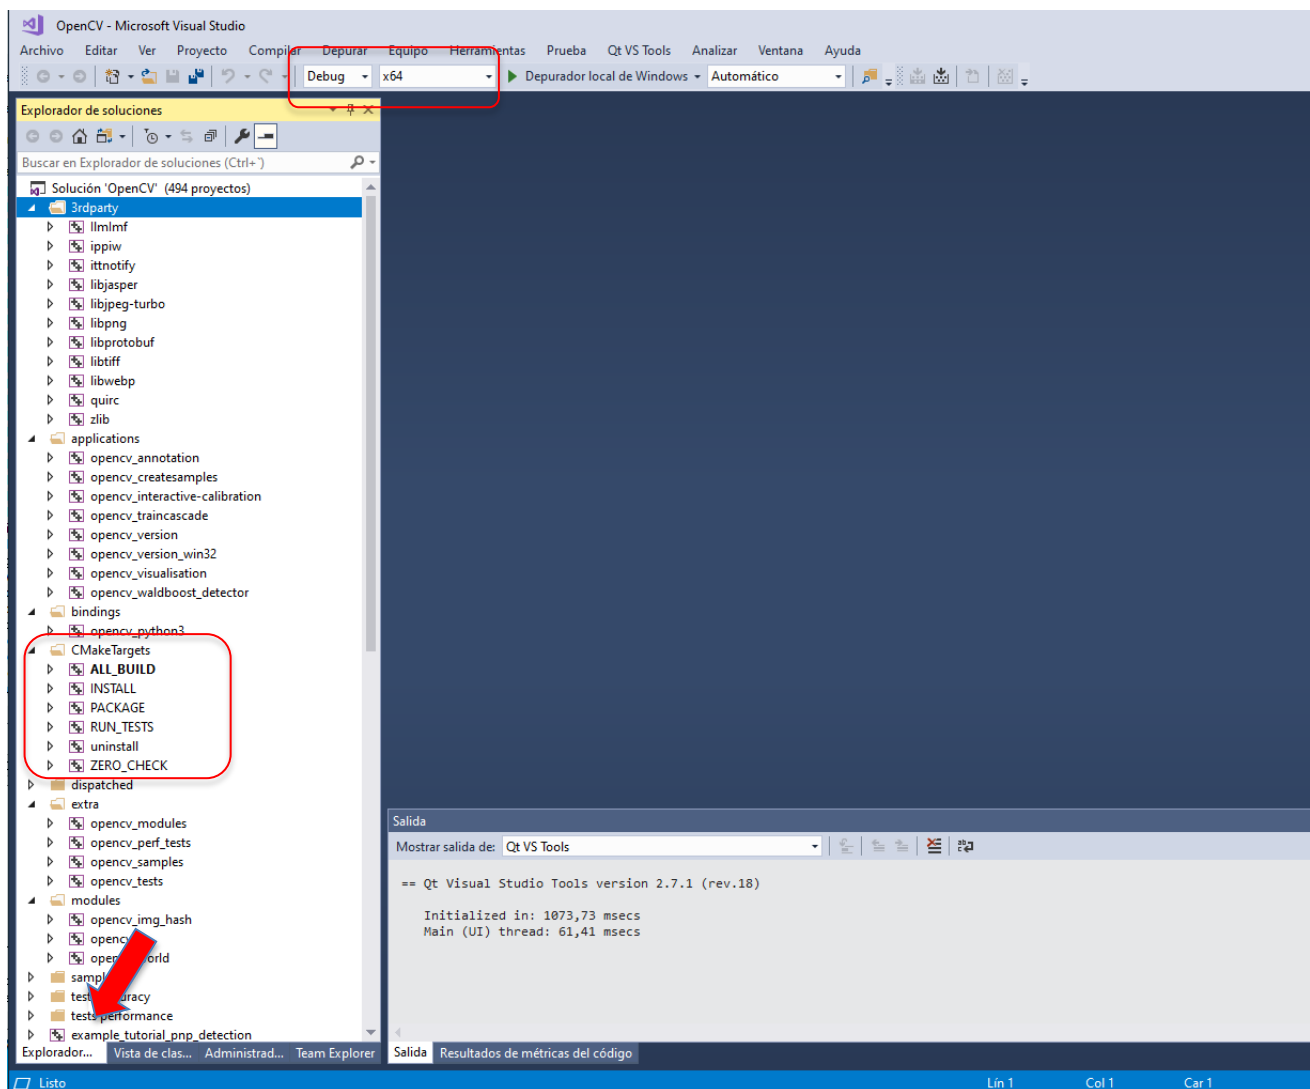 OpenCV - Microsoft Visual Studio
Archivo Editar Ver Proyecto Compilar Depurar Equipo Herramientas Prueba Qt VS Tools Analizar Ventana Ayuda
Debug x64 Depurador local de Windows Automático
Explorador de soluciones
Buscar en Explorador de soluciones (Ctrl+¨)
Solución 'OpenCV' (494 proyectos)
3rdparty
llmlmf
ippiw
ittnotify
libjasper
libjpeg-turbo
libpng
libprotobuf
libtiff
libwebp
quirc
zlib
applications
opencv_annotation
opencv_createsamples
opencv_interactive-calibration
opencv_traincascade
opencv_version
opencv_version_win32
opencv_visualisation
opencv_waldboost_detector
bindings
opencv_python3
CMakeTargets
ALL_BUILD
INSTALL
PACKAGE
RUN_TESTS
uninstall
ZERO_CHECK
dispatched
extra
opencv_modules
opencv_perf_tests
opencv_samples
opencv_tests
modules
opencv_img_hash
tests performance
example_tutorial_pnp_detection
Explorador... Vista de clas... Administrad... Team Explorer
Salida
Mostrar salida de: Qt VS Tools
== Qt Visual Studio Tools version 2.7.1 (rev.18)
Initialized in: 1073,73 msecs
Main (UI) thread: 61,41 msecs
Salida Resultados de métricas del código
Listo Lín 1 Col 1 Car 1